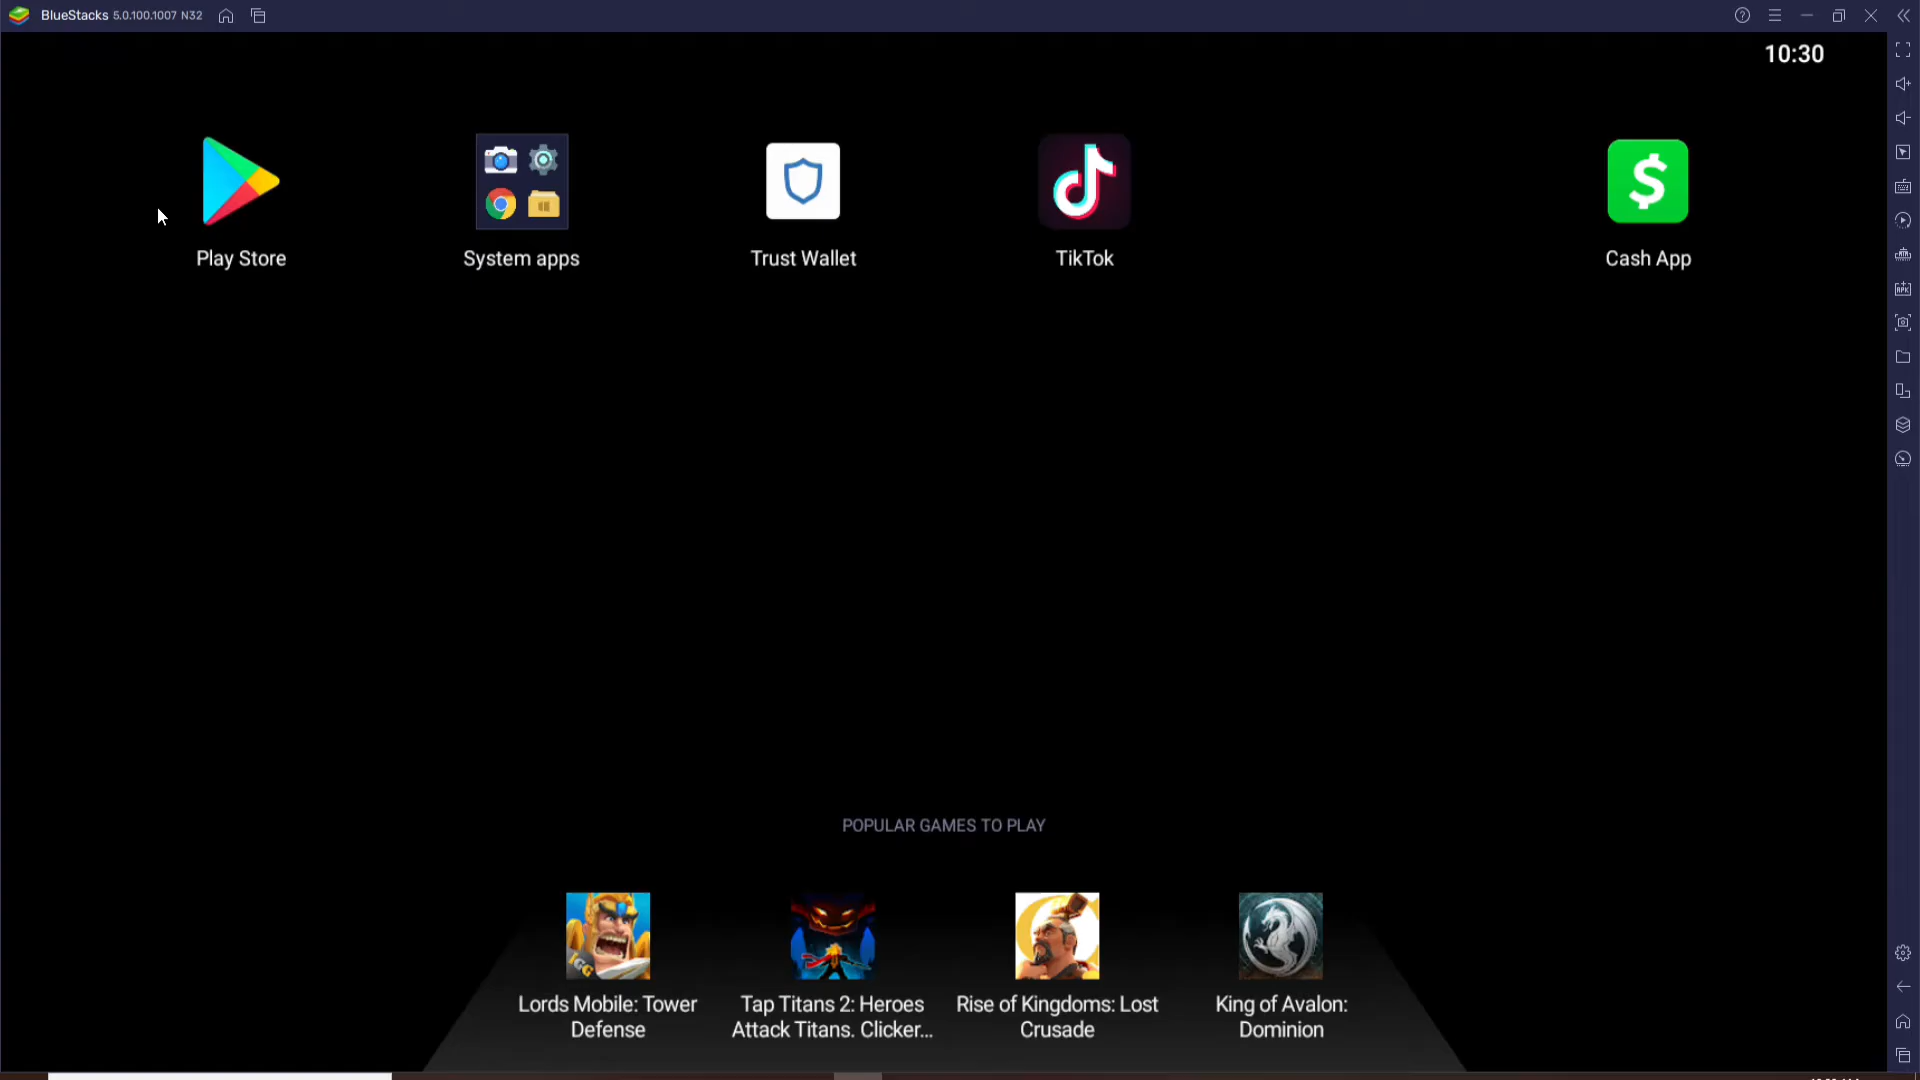 BlueStacks 5.0.100.1007 N32
10:30
Play Store
System apps
Trust Wallet
TikTok
Cash App
POPULAR GAMES TO PLAY
Lords Mobile: Tower
Defense
Tap Titans 2: Heroes
Attack Titans. Clicker...
Rise of Kingdoms: Lost
Crusade
King of Avalon:
Dominion